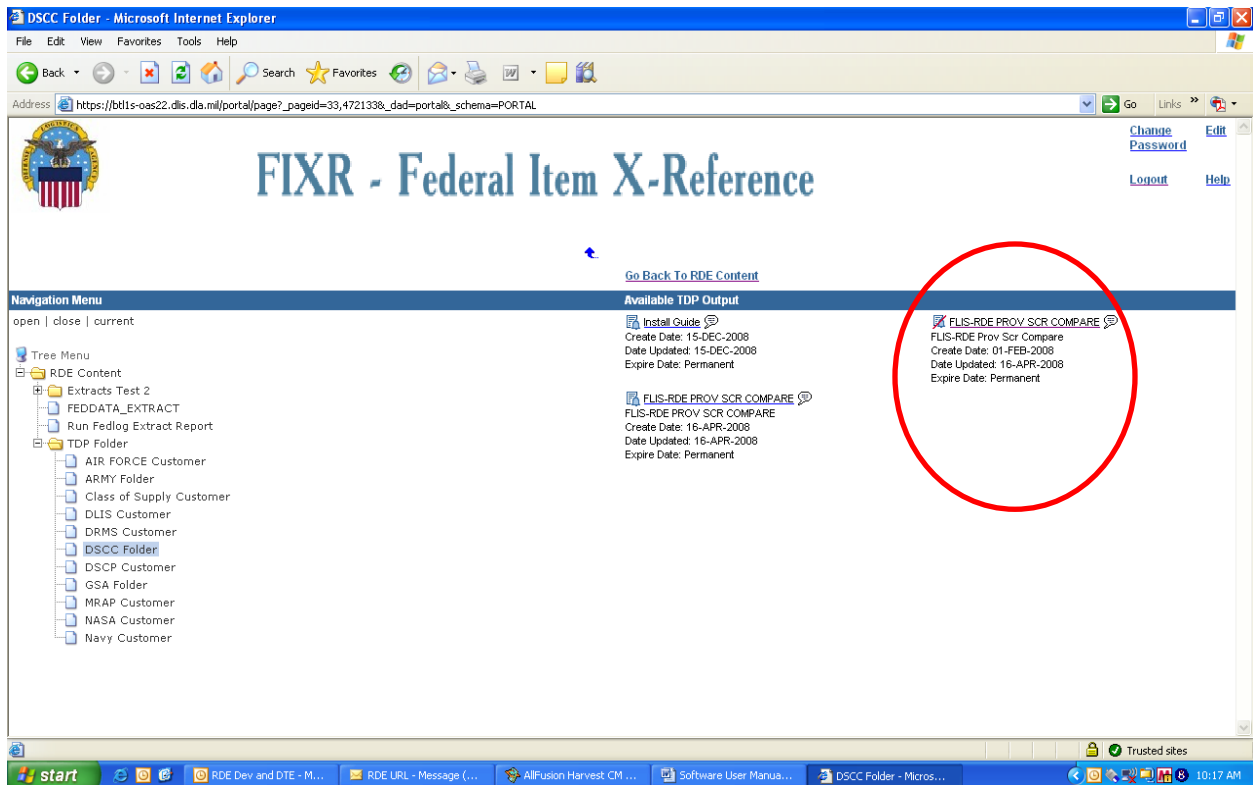 DSCC Folder - Microsoft Internet Explorer
File Edit View Favorites Tools Help
Back Search Favorites
Address https://btl1s-oas22.dlis.dla.mil/portal/page?_pageid=33,472133&_dad=portal&_schema=PORTAL Go Links »
FIXR - Federal Item X-Reference
Change Password Edit
Logout Help
Go Back To RDE Content
Navigation Menu
open | close | current
Tree Menu
RDE Content
Extracts Test 2
FEDDATA_EXTRACT
Run Fedlog Extract Report
TDP Folder
AIR FORCE Customer
ARMY Folder
Class of Supply Customer
DLIS Customer
DRMS Customer
DSCC Folder
DSCP Customer
GSA Folder
MRAP Customer
NASA Customer
Navy Customer
Available TDP Output
Install Guide
Create Date: 15-DEC-2008
Date Updated: 15-DEC-2008
Expire Date: Permanent
FLIS-RDE PROV SCR COMPARE
FLIS-RDE PROV SCR COMPARE
Create Date: 16-APR-2008
Date Updated: 16-APR-2008
Expire Date: Permanent
FLIS-RDE PROV SCR COMPARE
FLIS-RDE Prov Scr Compare
Create Date: 01-FEB-2008
Date Updated: 16-APR-2008
Expire Date: Permanent
Trusted sites
start RDE Dev and DTE - M... RDE URL - Message (... AllFusion Harvest CM ... Software User Manua... DSCC Folder - Micros... 10:17 AM